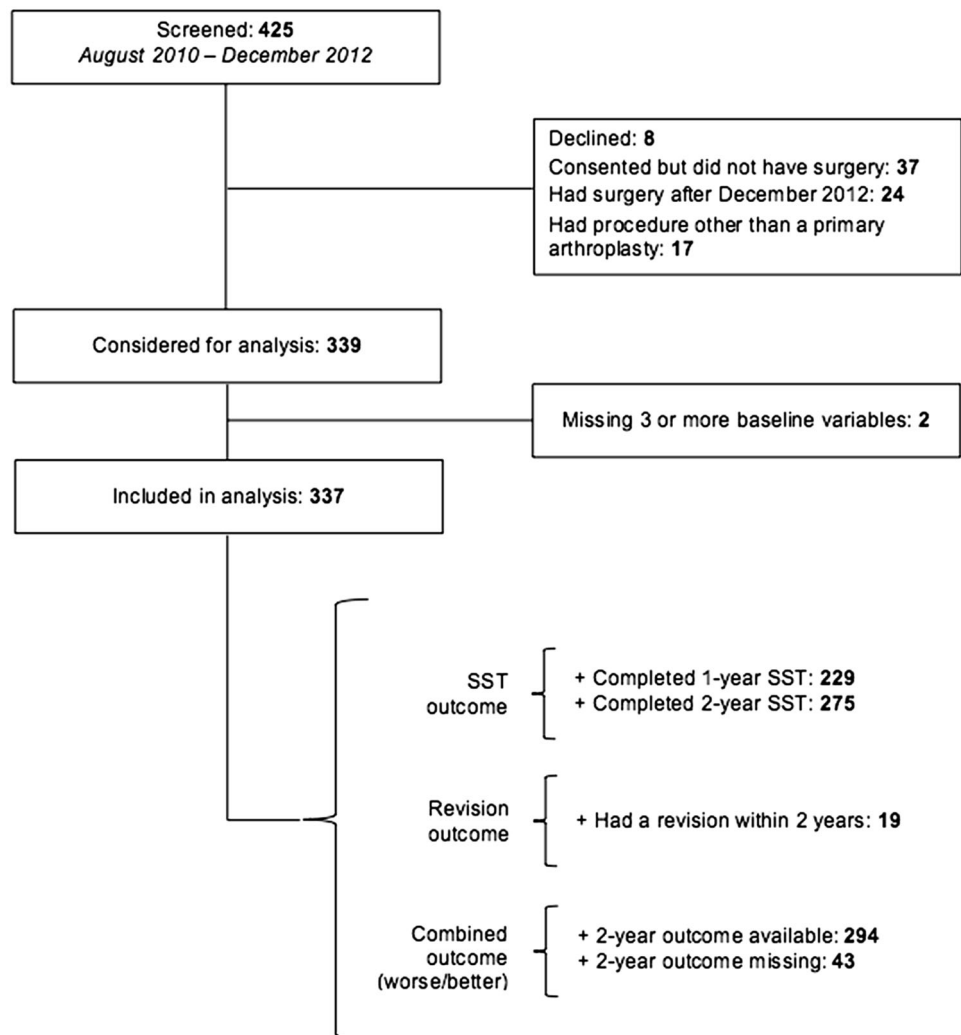 Screened: 425
August 2010 – December 2012
Declined: 8
Consented but did not have surgery: 37
Had surgery after December 2012: 24
Had procedure other than a primary
arthroplasty: 17
Considered for analysis: 339
Missing 3 or more baseline variables: 2
Included in analysis: 337
SST
outcome
+ Completed 1-year SST: 229
+ Completed 2-year SST: 275
Revision
outcome
+ Had a revision within 2 years: 19
Combined
outcome
(worse/better)
+ 2-year outcome available: 294
+ 2-year outcome missing: 43